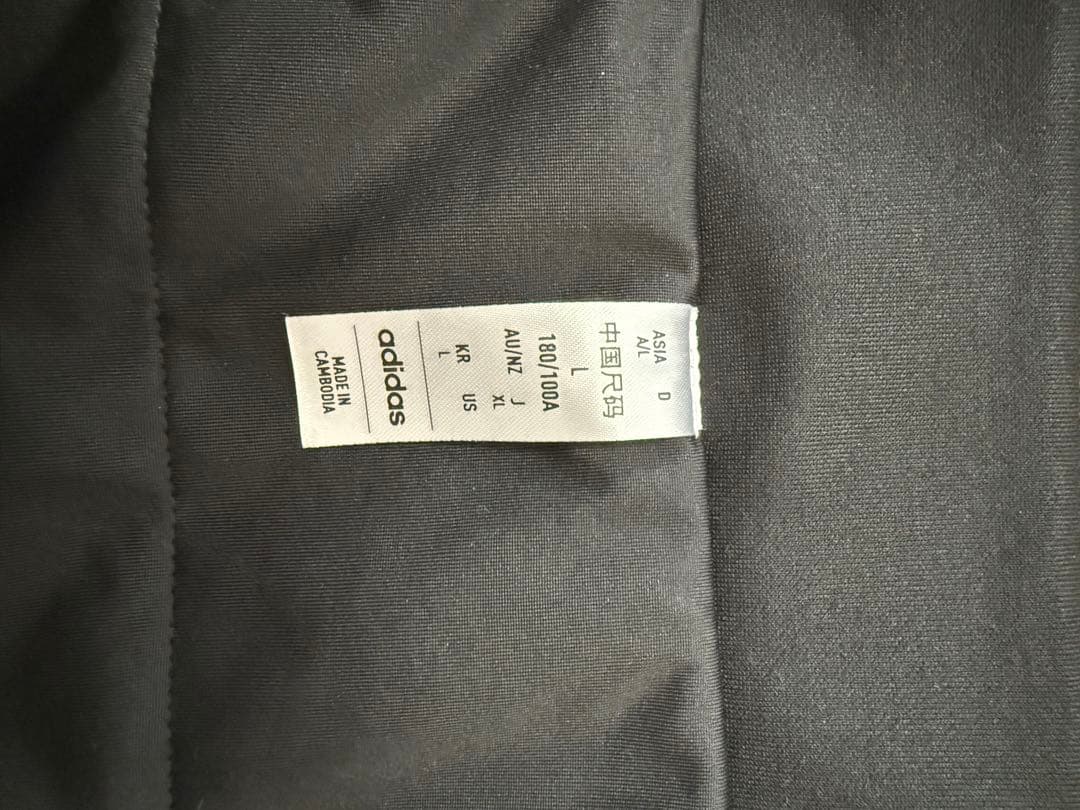 ASIA D
A/L
中国尺码
L
180/100A
AU/NZ J
XL
KR US
L
adidas
MADE IN
CAMBODIA